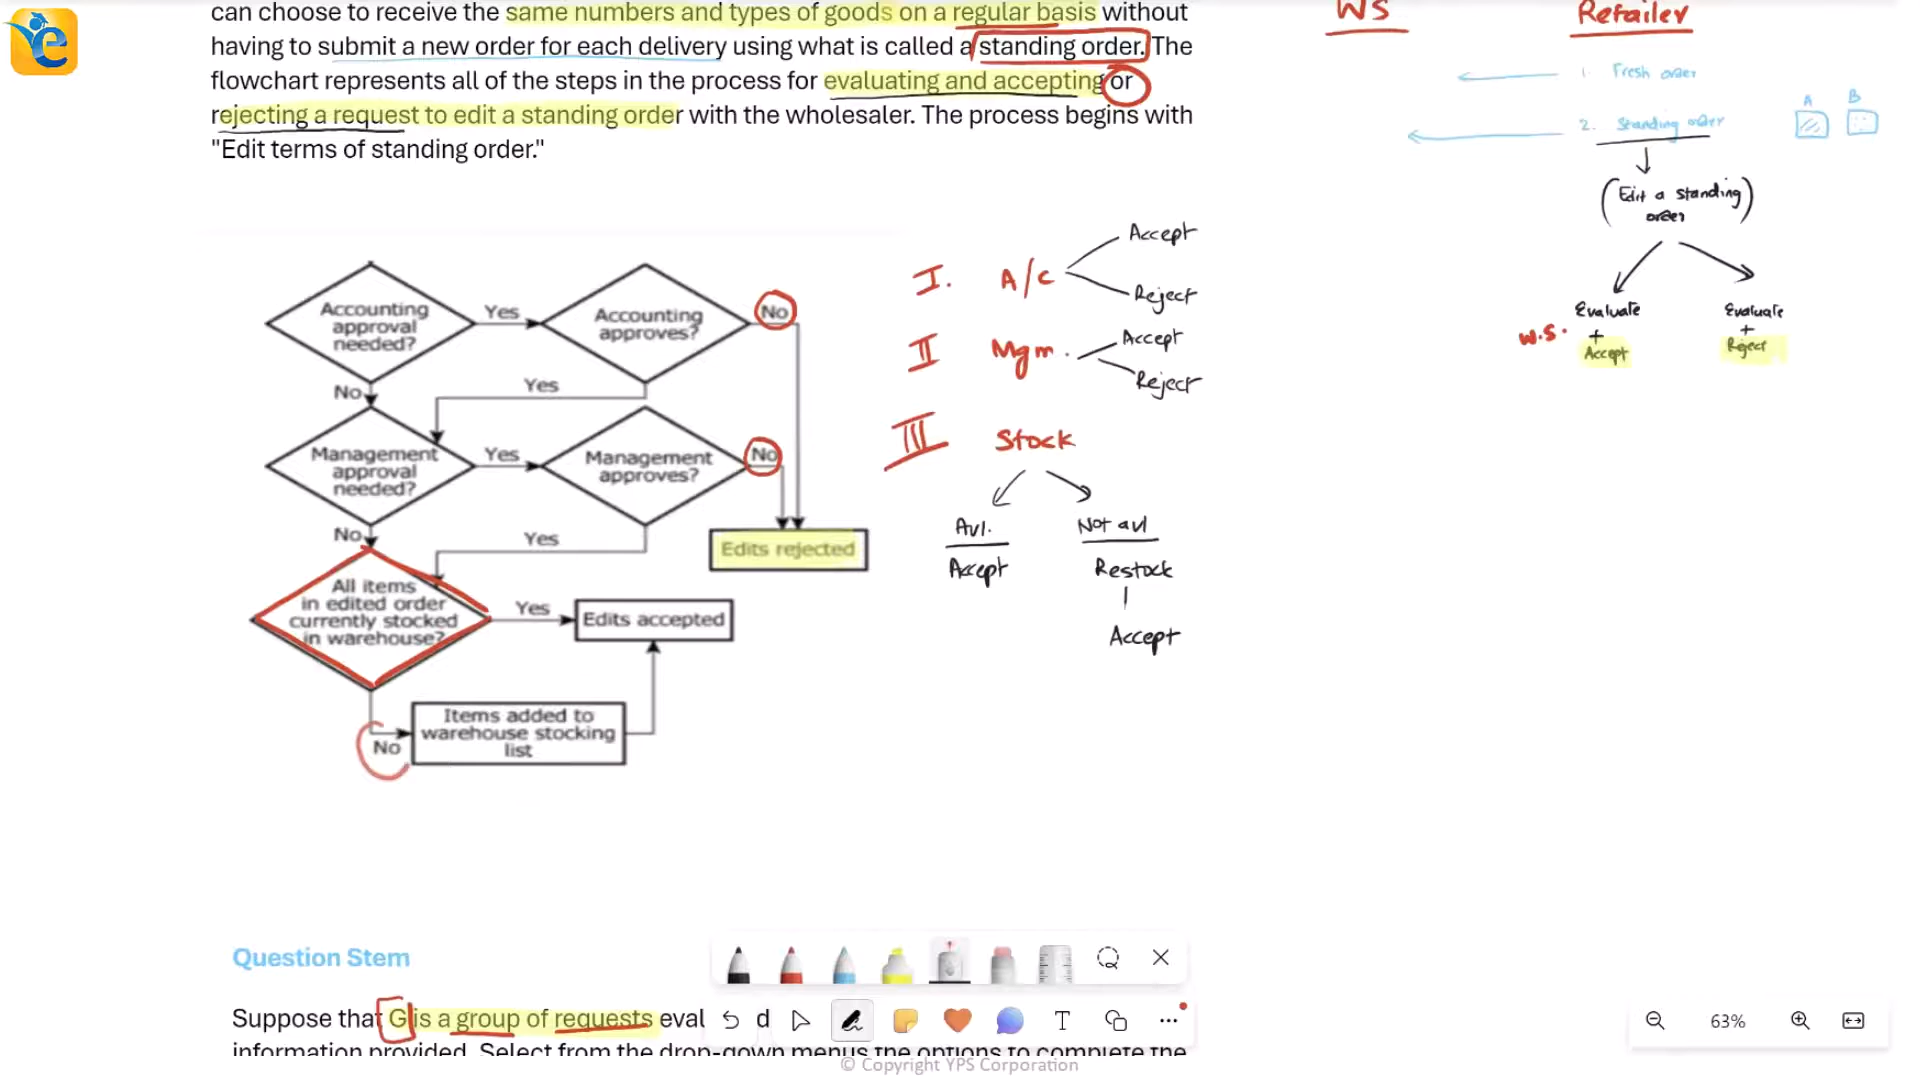 can choose to receive the same numbers and types of goods on a regular basis without
having to submit a new order for each delivery using what is called a standing order. The
flowchart represents all of the steps in the process for evaluating and accepting or
rejecting a request to edit a standing order with the wholesaler. The process begins with
"Edit terms of standing order."
WS
Retailer
1. Fresh order
2. Standing order
A
B
(Edit a standing
order)
Evaluate
+
Accept
Evaluate
+
Reject
W.S.
Accounting
approval
needed?
Yes
Accounting
approves?
No
No
Yes
Management
approval
needed?
Yes
Management
approves?
No
No
Yes
Edits rejected
All items
in edited order
currently stocked
in warehouse?
Yes
Edits accepted
No
Items added to
warehouse stocking
list
I. A/C
Accept
Reject
II Mgm.
Accept
Reject
III Stock
Avl.
Accept
Not avl
Restock
Accept
Question Stem
Suppose that G is a group of requests eval
d
information provided. Select from the drop-down menus the options to complete the
T
63%
© Copyright YPS Corporation